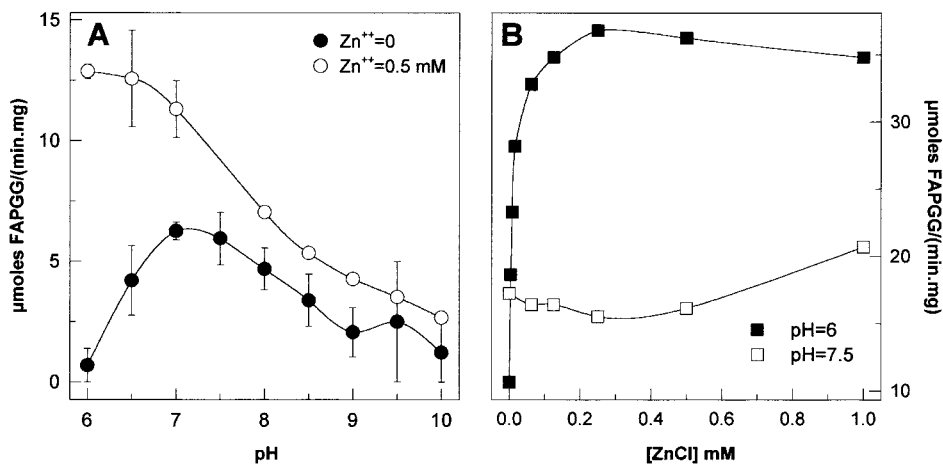 A
Zn++=0
Zn++=0.5 mM
µmoles FAPGG/(min.mg)
15
10
5
0
6 7 8 9 10
pH
B
pH=6
pH=7.5
µmoles FAPGG/(min.mg)
30
20
10
0.0 0.2 0.4 0.6 0.8 1.0
[ZnCl] mM